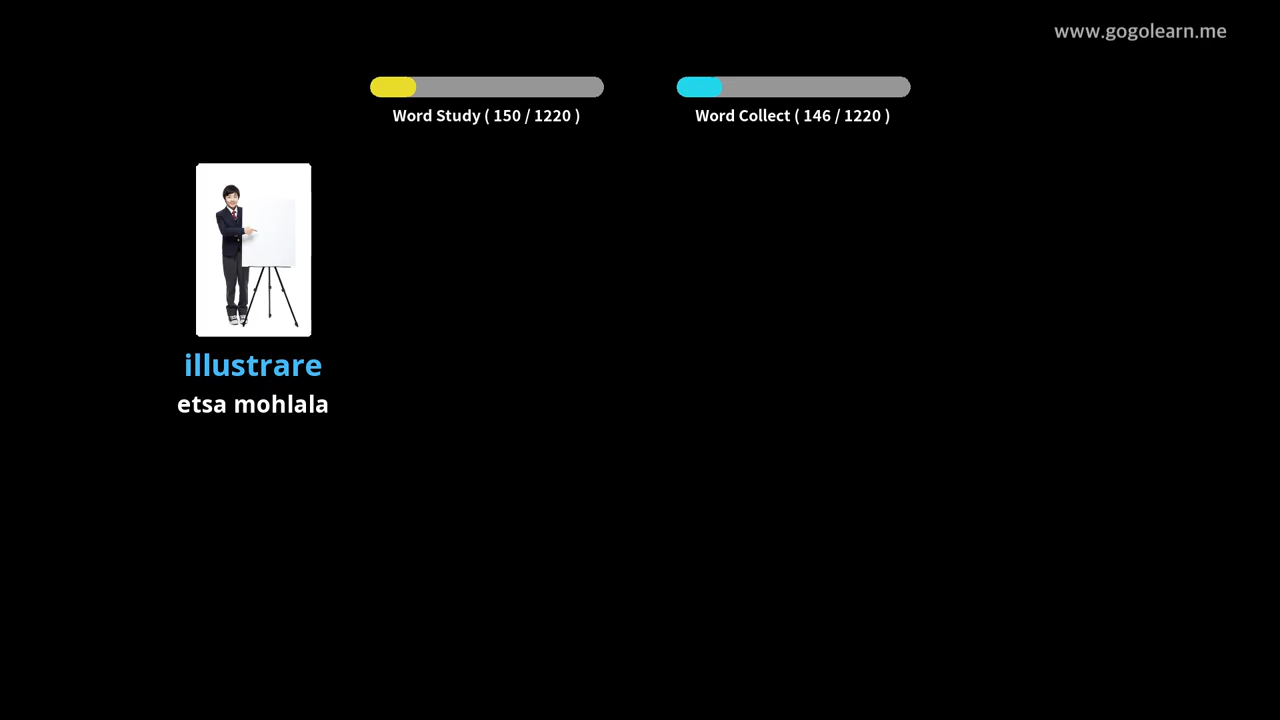 www.gogolearn.me
Word Study ( 150 / 1220 )
Word Collect ( 146 / 1220 )
illustrare
etsa mohlala